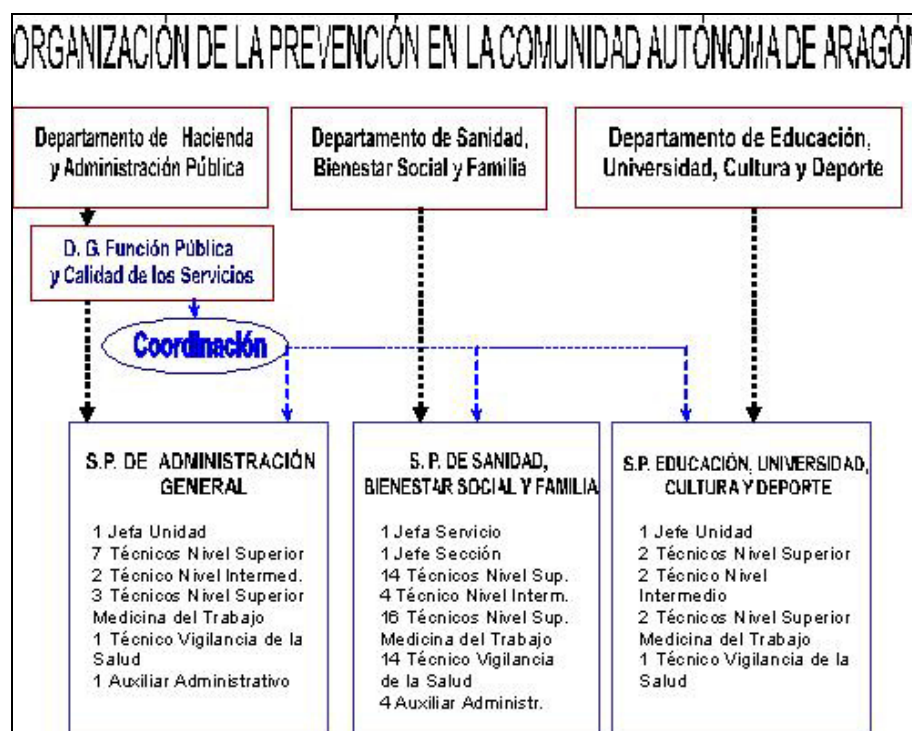 ORGANIZACIÓN DE LA PREVENCIÓN EN LA COMUNIDAD AUTÓNOMA DE ARAGÓN
Departamento de Hacienda
y Administración Pública
Departamento de Sanidad,
Bienestar Social y Familia
Departamento de Educación,
Universidad, Cultura y Deporte
D. G. Función Pública
y Calidad de los Servicios
Coordinación
S.P. DE ADMINISTRACIÓN
GENERAL
1 Jefa Unidad
7 Técnicos Nivel Superior
2 Técnico Nivel Intermed.
3 Técnicos Nivel Superior
Medicina del Trabajo
1 Técnico Vigilancia de la
Salud
1 Auxiliar Administrativo
S. P. DE SANIDAD,
BIENESTAR SOCIAL Y FAMILIA
1 Jefa Servicio
1 Jefe Sección
14 Técnicos Nivel Sup.
4 Técnico Nivel Interm.
16 Técnicos Nivel Sup.
Medicina del Trabajo
14 Técnico Vigilancia
de la Salud
4 Auxiliar Administr.
S.P. EDUCACIÓN, UNIVERSIDAD,
CULTURA Y DEPORTE
1 Jefe Unidad
2 Técnicos Nivel Superior
2 Técnico Nivel
Intermedio
2 Técnicos Nivel Superior
Medicina del Trabajo
1 Técnico Vigilancia de la
Salud